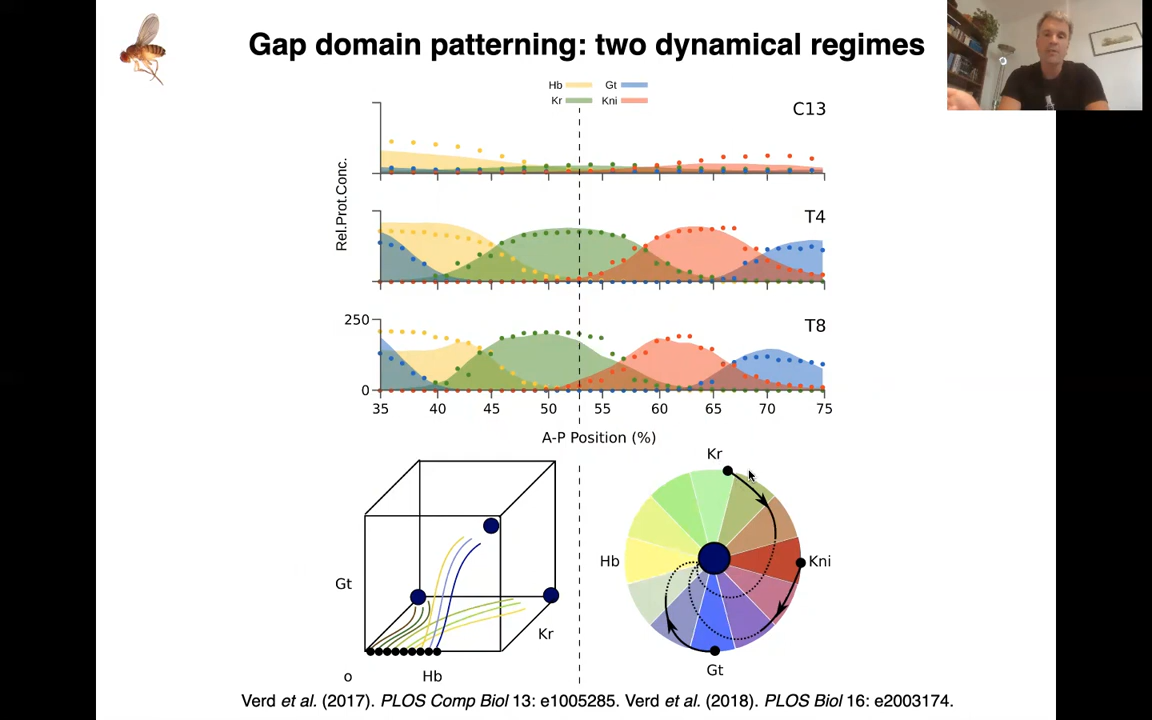 Gap domain patterning: two dynamical regimes
Hb Gt
Kr Kni
C13
T4
T8
Rel.Prot.Conc.
250
0
35 40 45 50 55 60 65 70 75
A-P Position (%)
Gt
Kr
o
Hb
Kr
Hb
Kni
Gt
Verd et al. (2017). PLOS Comp Biol 13: e1005285. Verd et al. (2018). PLOS Biol 16: e2003174.